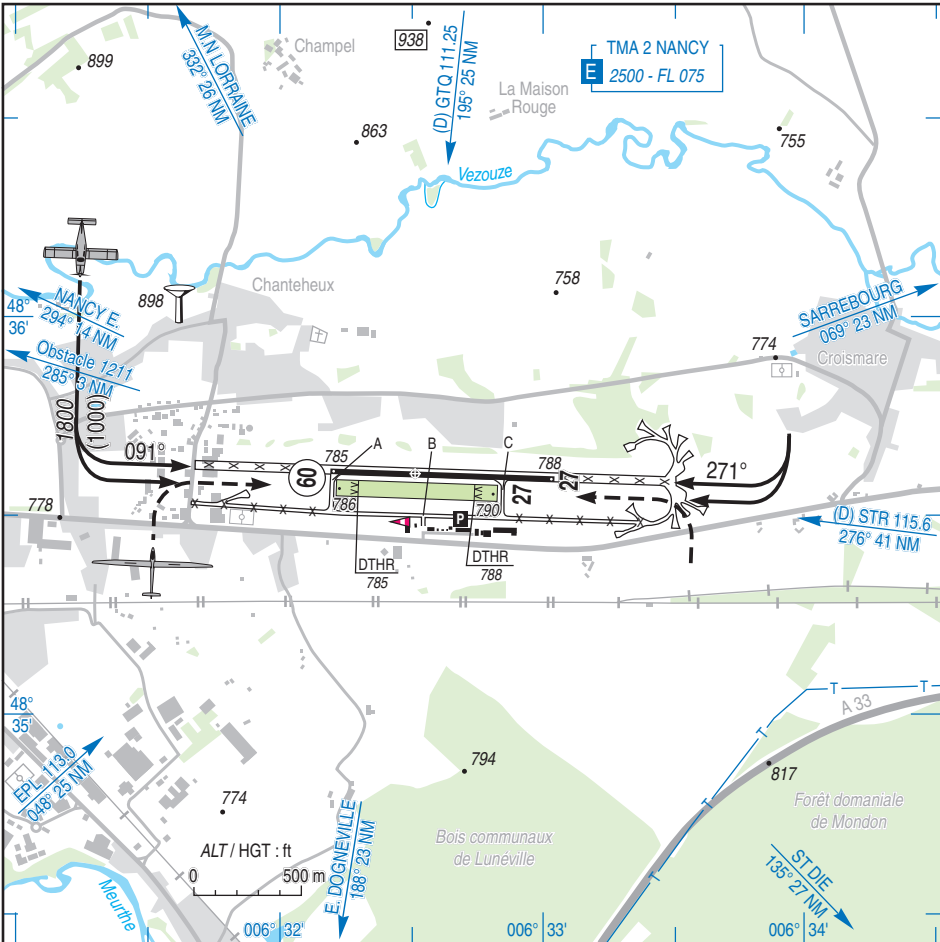 899
M.N LORRAINE
332° 26 NM
Champel
938
(D) GTQ 111.25
195° 25 NM
TMA 2 NANCY
E 2500 - FL 075
La Maison
Rouge
863
755
Vezouze
898
Chanteheux
758
48°
36'
NANCY E.
294° 14 NM
Obstacle 1211
285° 3 NM
SARREBOURG
069° 23 NM
774
Croismare
1800
(1000)
091°
A
B
C
785
788
09
27
27
271°
786
790
P
778
DTHR
785
DTHR
788
(D) STR 115.6
276° 41 NM
48°
35'
T
T
A 33
T
EPL 113.0
048° 25 NM
794
817
774
T
Forêt domaniale
de Mondon
Bois communaux
de Lunéville
ALT / HGT : ft
0
500 m
E. DOGNEVILLE
188° 23 NM
ST DIE
135° 27 NM
T
Meurthe
006° 32'
006° 33'
006° 34'